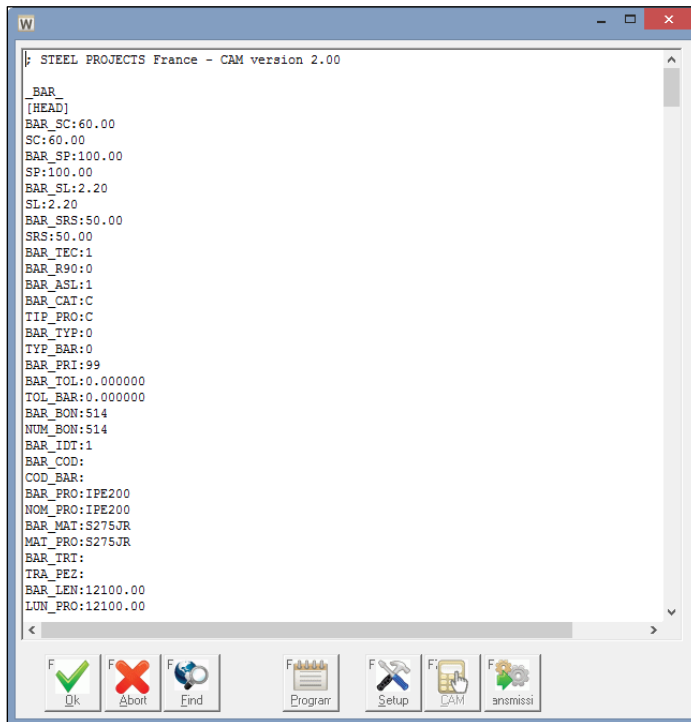 W
; STEEL PROJECTS France - CAM version 2.00
_BAR_
[HEAD]
BAR_SC:60.00
SC:60.00
BAR_SP:100.00
SP:100.00
BAR_SL:2.20
SL:2.20
BAR_SRS:50.00
SRS:50.00
BAR_TEC:1
BAR_R90:0
BAR_ASL:1
BAR_CAT:C
TIP_PRO:C
BAR_TYP:0
TYP_BAR:0
BAR_PRI:99
BAR_TOL:0.000000
TOL_BAR:0.000000
BAR_BON:514
NUM_BON:514
BAR_IDT:1
BAR_COD:
COD_BAR:
BAR_PRO:IPE200
NOM_PRO:IPE200
BAR_MAT:S275JR
MAT_PRO:S275JR
BAR_TRT:
TRA_PEZ:
BAR_LEN:12100.00
LUN_PRO:12100.00
F F F F F F F
Ok Abort Find Programr Setup CAM ansmissi